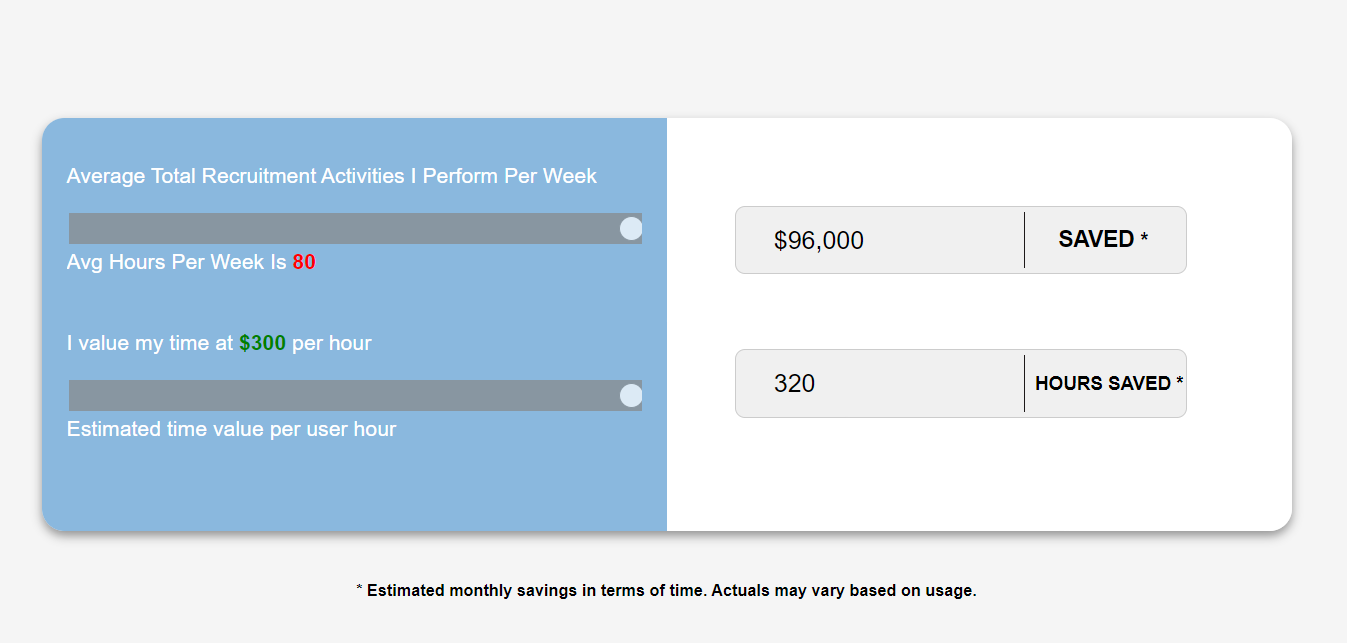 Average Total Recruitment Activities I Perform Per Week
Avg Hours Per Week Is 80
I value my time at $300 per hour
Estimated time value per user hour
$96,000
SAVED *
320
HOURS SAVED *
* Estimated monthly savings in terms of time. Actuals may vary based on usage.